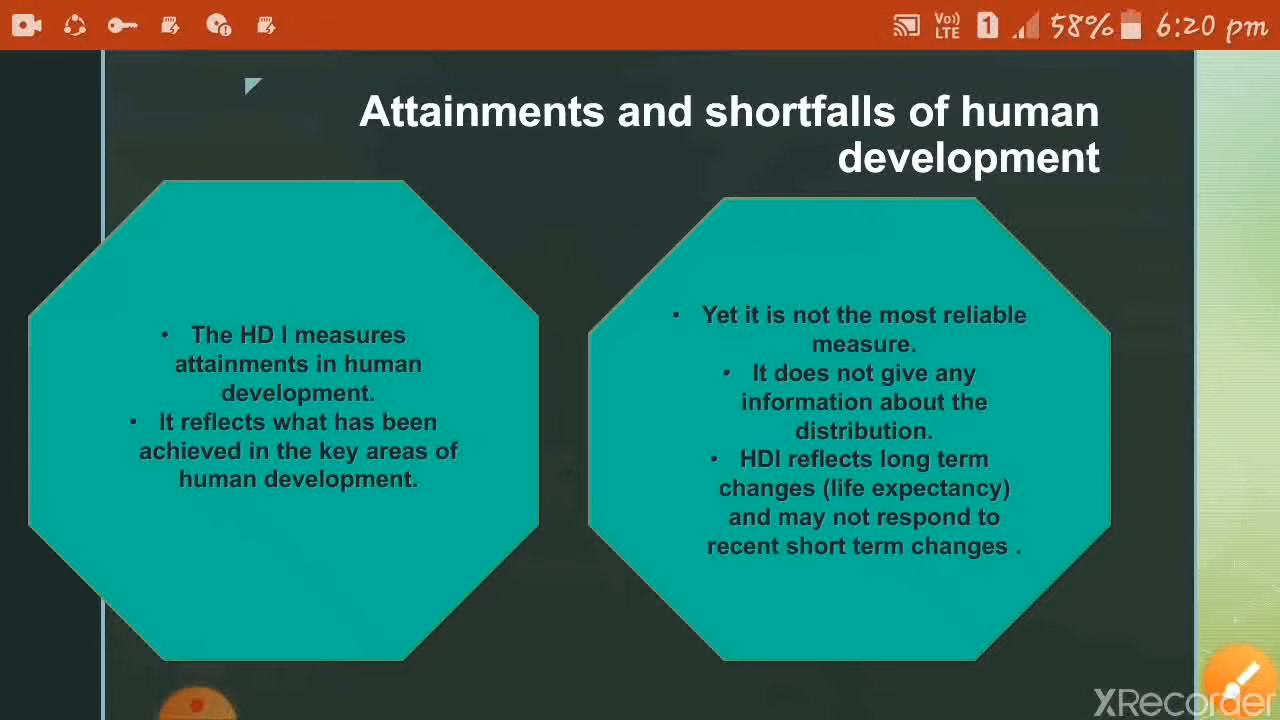 Vo)) LTE 1 58% 6:20 pm
Attainments and shortfalls of human
development
• The HD I measures
attainments in human
development.
• It reflects what has been
achieved in the key areas of
human development.
• Yet it is not the most reliable
measure.
• It does not give any
information about the
distribution.
• HDI reflects long term
changes (life expectancy)
and may not respond to
recent short term changes .
XRecorder